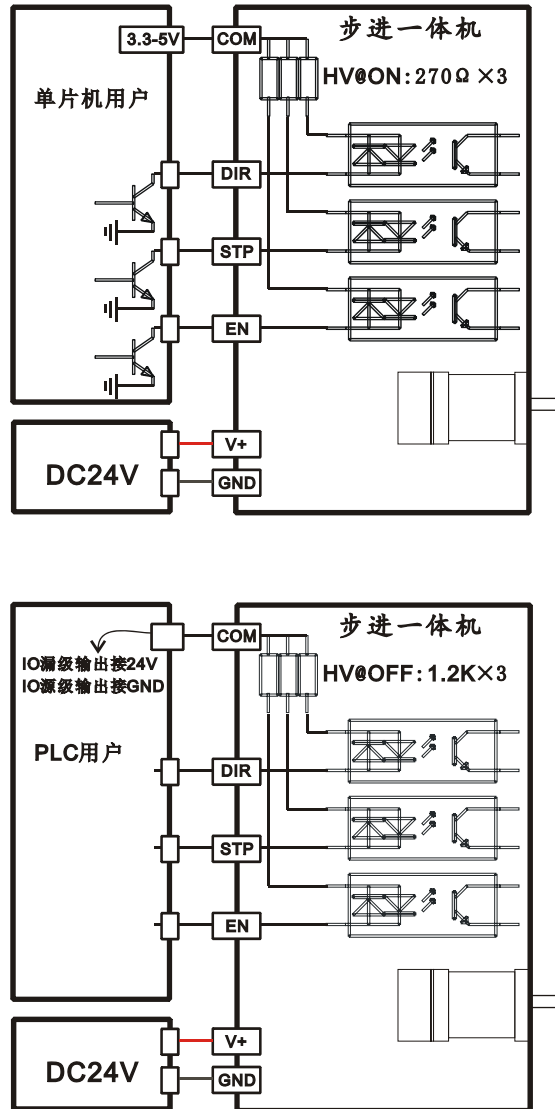 步进一体机
3.3-5V
COM
HV@ON:270Ω×3
单片机用户
DIR
STP
EN
V+
DC24V
GND
步进一体机
COM
IO漏级输出接24V
IO源级输出接GND
HV@OFF:1.2K×3
PLC用户
DIR
STP
EN
V+
DC24V
GND